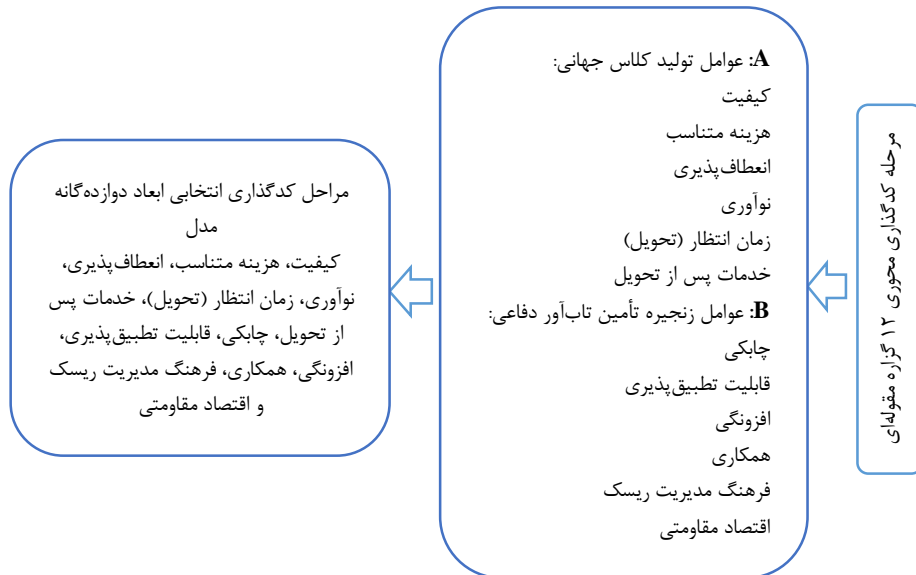 مرحله کدگذاری محوری ۱۲ گزاره مقوله‌ای
A: عوامل تولید کلاس جهانی:
کیفیت
هزینه متناسب
انعطاف‌پذیری
نوآوری
زمان انتظار (تحویل)
خدمات پس از تحویل
B: عوامل زنجیره تأمین تاب‌آور دفاعی:
چابکی
قابلیت تطبیق‌پذیری
افزونگی
همکاری
فرهنگ مدیریت ریسک
اقتصاد مقاومتی
مراحل کدگذاری انتخابی ابعاد دوازده‌گانه
مدل
کیفیت، هزینه متناسب، انعطاف‌پذیری،
نوآوری، زمان انتظار (تحویل)، خدمات پس
از تحویل، چابکی، قابلیت تطبیق‌پذیری،
افزونگی، همکاری، فرهنگ مدیریت ریسک
و اقتصاد مقاومتی